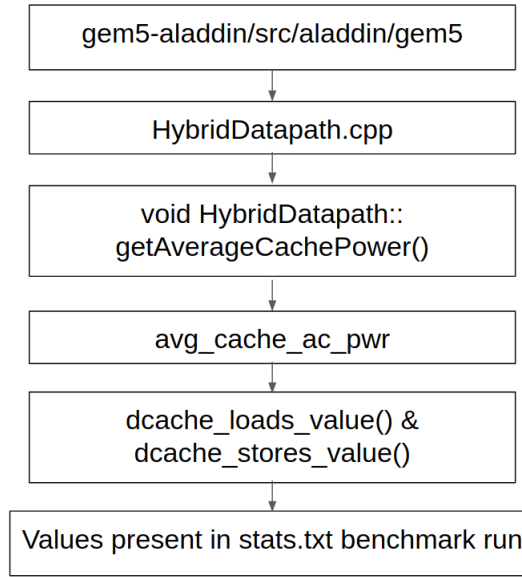 gem5-aladdin/src/aladdin/gem5
HybridDatapath.cpp
void HybridDatapath::
getAverageCachePower()
avg_cache_ac_pwr
dcache_loads_value() &
dcache_stores_value()
Values present in stats.txt benchmark run